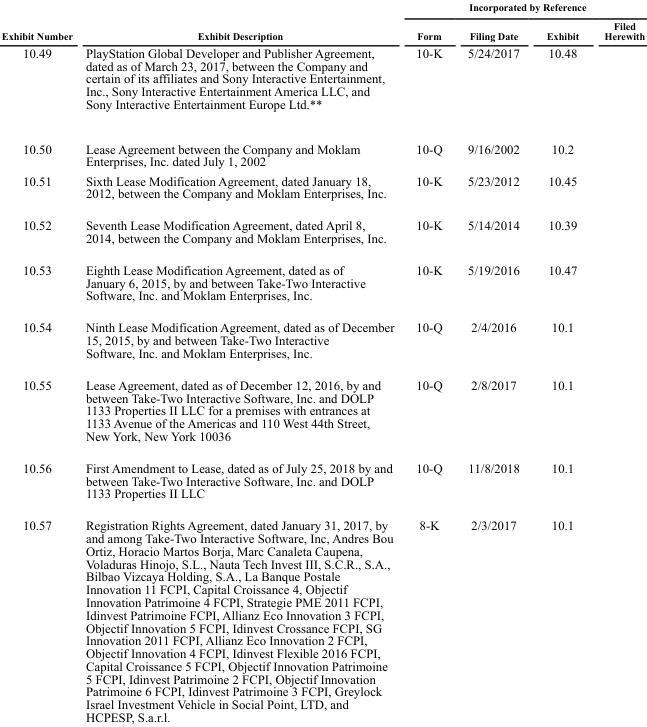 Incorporated by Reference
Exhibit Number Exhibit Description Form Filing Date Exhibit Filed Herewith
10.49 PlayStation Global Developer and Publisher Agreement, 10-K 5/24/2017 10.48
dated as of March 23, 2017, between the Company and
certain of its affiliates and Sony Interactive Entertainment,
Inc., Sony Interactive Entertainment America LLC, and
Sony Interactive Entertainment Europe Ltd.**
10.50 Lease Agreement between the Company and Moklam 10-Q 9/16/2002 10.2
Enterprises, Inc. dated July 1, 2002
10.51 Sixth Lease Modification Agreement, dated January 18, 10-K 5/23/2012 10.45
2012, between the Company and Moklam Enterprises, Inc.
10.52 Seventh Lease Modification Agreement, dated April 8, 10-K 5/14/2014 10.39
2014, between the Company and Moklam Enterprises, Inc.
10.53 Eighth Lease Modification Agreement, dated as of 10-K 5/19/2016 10.47
January 6, 2015, by and between Take-Two Interactive
Software, Inc. and Moklam Enterprises, Inc.
10.54 Ninth Lease Modification Agreement, dated as of December 10-Q 2/4/2016 10.1
15, 2015, by and between Take-Two Interactive
Software, Inc. and Moklam Enterprises, Inc.
10.55 Lease Agreement, dated as of December 12, 2016, by and 10-Q 2/8/2017 10.1
between Take-Two Interactive Software, Inc. and DOLP
1133 Properties II LLC for a premises with entrances at
1133 Avenue of the Americas and 110 West 44th Street,
New York, New York 10036
10.56 First Amendment to Lease, dated as of July 25, 2018 by and 10-Q 11/8/2018 10.1
between Take-Two Interactive Software, Inc. and DOLP
1133 Properties II LLC
10.57 Registration Rights Agreement, dated January 31, 2017, by 8-K 2/3/2017 10.1
and among Take-Two Interactive Software, Inc, Andres Bou
Ortiz, Horacio Martos Borja, Marc Canaleta Caupena,
Voladuras Hinojo, S.L., Nauta Tech Invest III, S.C.R., S.A.,
Bilbao Vizcaya Holding, S.A., La Banque Postale
Innovation 11 FCPI, Capital Croissance 4, Objectif
Innovation Patrimoine 4 FCPI, Strategie PME 2011 FCPI,
Idinvest Patrimoine FCPI, Allianz Eco Innovation 3 FCPI,
Objectif Innovation 5 FCPI, Idinvest Crossance FCPI, SG
Innovation 2011 FCPI, Allianz Eco Innovation 2 FCPI,
Objectif Innovation 4 FCPI, Idinvest Flexible 2016 FCPI,
Capital Croissance 5 FCPI, Objectif Innovation Patrimoine
5 FCPI, Idinvest Patrimoine 2 FCPI, Objectif Innovation
Patrimoine 6 FCPI, Idinvest Patrimoine 3 FCPI, Greylock
Israel Investment Vehicle in Social Point, LTD, and
HCPESP, S.a.r.l.